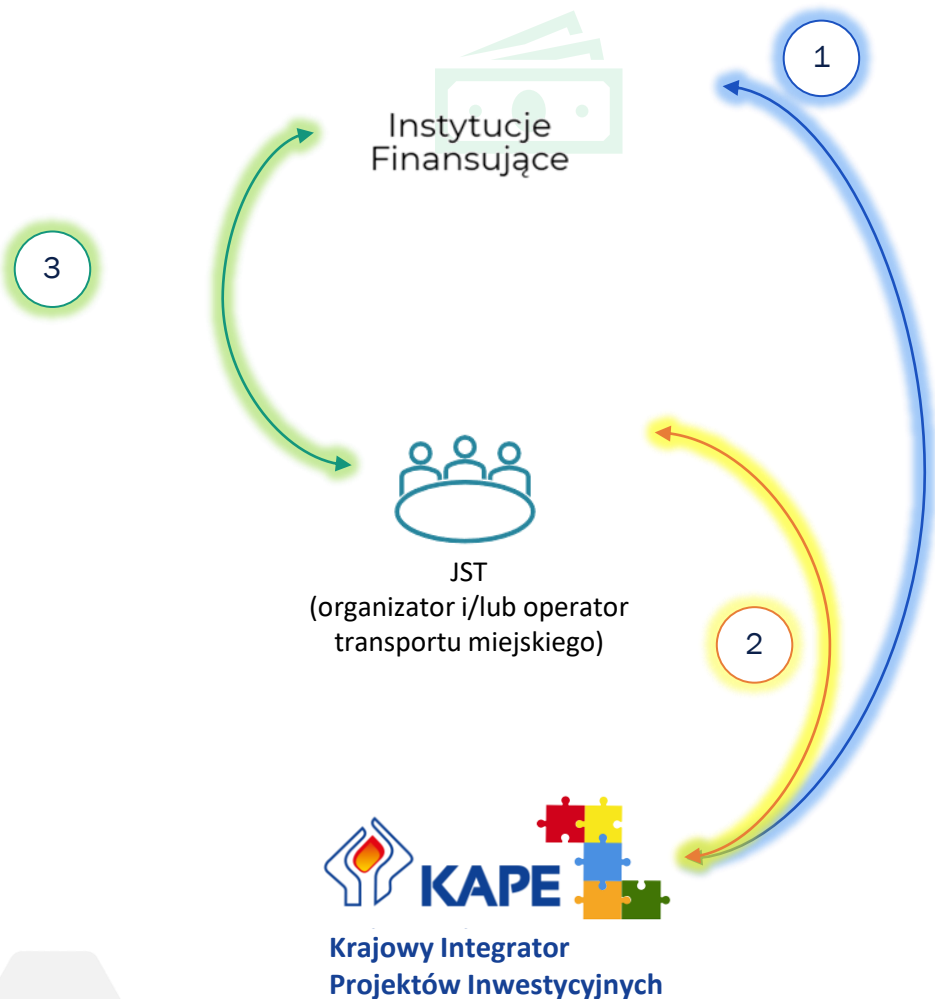 1
Instytucje
Finansujące
3
JST
(organizator i/lub operator
transportu miejskiego)
2
KAPE
Krajowy Integrator
Projektów Inwestycyjnych